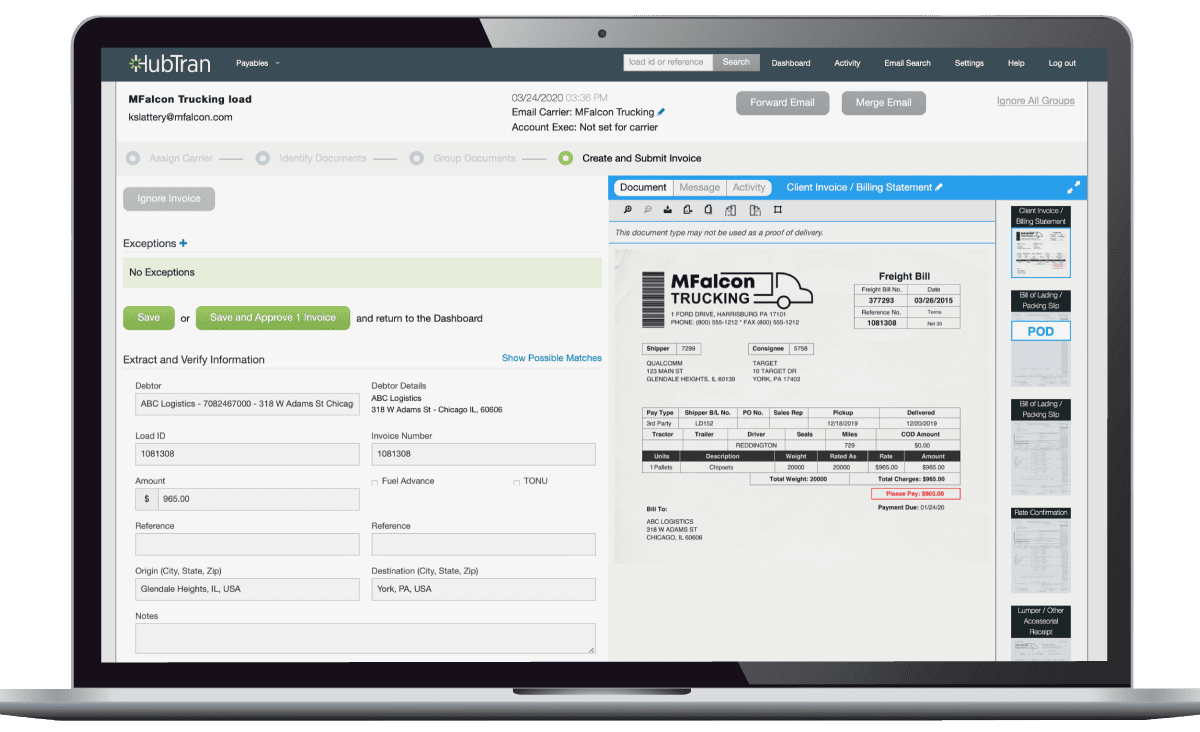 HubTran
Payables
load id or reference
Search
Dashboard
Activity
Email Search
Settings
Help
Log out
MFalcon Trucking load
kslattery@mfalcon.com
03/24/2020 03:36 PM
Email Carrier: MFalcon Trucking
Account Exec: Not set for carrier
Forward Email
Merge Email
Ignore All Groups
Assign Carrier
Identify Documents
Group Documents
Create and Submit Invoice
Ignore Invoice
Exceptions +
No Exceptions
Save or Save and Approve 1 Invoice and return to the Dashboard
Extract and Verify Information
Show Possible Matches
Debtor
ABC Logistics - 7082467000 - 318 W Adams St Chicag
Debtor Details
ABC Logistics
318 W Adams St - Chicago IL, 60606
Load ID
1081308
Invoice Number
1081308
Amount
$ 965.00
Fuel Advance
TONU
Reference
Reference
Origin (City, State, Zip)
Glendale Heights, IL, USA
Destination (City, State, Zip)
York, PA, USA
Notes
Document
Message
Activity
Client Invoice / Billing Statement
This document type may not be used as a proof of delivery.
MFalcon
TRUCKING
1 FORD DRIVE, HARRISBURG PA 17101
PHONE: (800) 555-1212 * FAX (800) 555-1212
Freight Bill
Freight Bill No. Date
377293 03/26/2015
Reference No. Terms
1081308 Net 30
Shipper 7299
QUALCOMM
123 MAIN ST
GLENDALE HEIGHTS, IL 60139
Consignee 5758
TARGET
10 TARGET DR
YORK, PA 17403
Pay Type Shipper B/L No. PO No. Sales Rep Pickup Delivered
3rd Party LD152 12/18/2019 12/20/2019
Tractor Trailer Driver Seals Miles COD Amount
REDDINGTON 729 $0.00
Units Description Weight Rated As Rate Amount
1 Pallets Chipsets 20000 20000 $965.00 $965.00
Total Weight: 20000 Total Charges: $965.00
Please Pay: $965.00
Payment Due: 01/24/20
Bill To:
ABC LOGISTICS
318 W ADAMS ST
CHICAGO, IL 60606
Client Invoice /
Billing Statement
Bill of Lading /
Packing Slip
POD
Bill of Lading /
Packing Slip
Rate Confirmation
Lumper / Other
Accessorial
Receipt